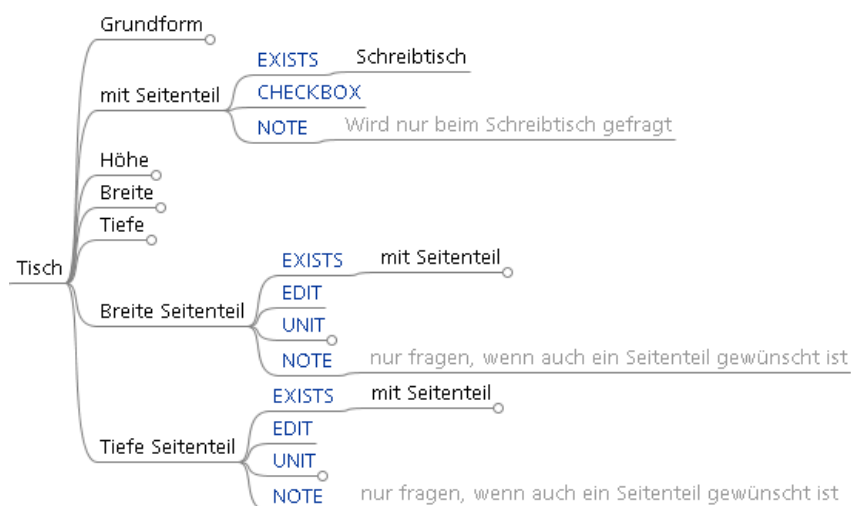 Grundform
EXISTS Schreibtisch
mit Seitenteil CHECKBOX
NOTE Wird nur beim Schreibtisch gefragt
Höhe
Breite
Tiefe
Tisch
EXISTS mit Seitenteil
EDIT
Breite Seitenteil
UNIT
NOTE nur fragen, wenn auch ein Seitenteil gewünscht ist
EXISTS mit Seitenteil
EDIT
Tiefe Seitenteil
UNIT
NOTE nur fragen, wenn auch ein Seitenteil gewünscht ist